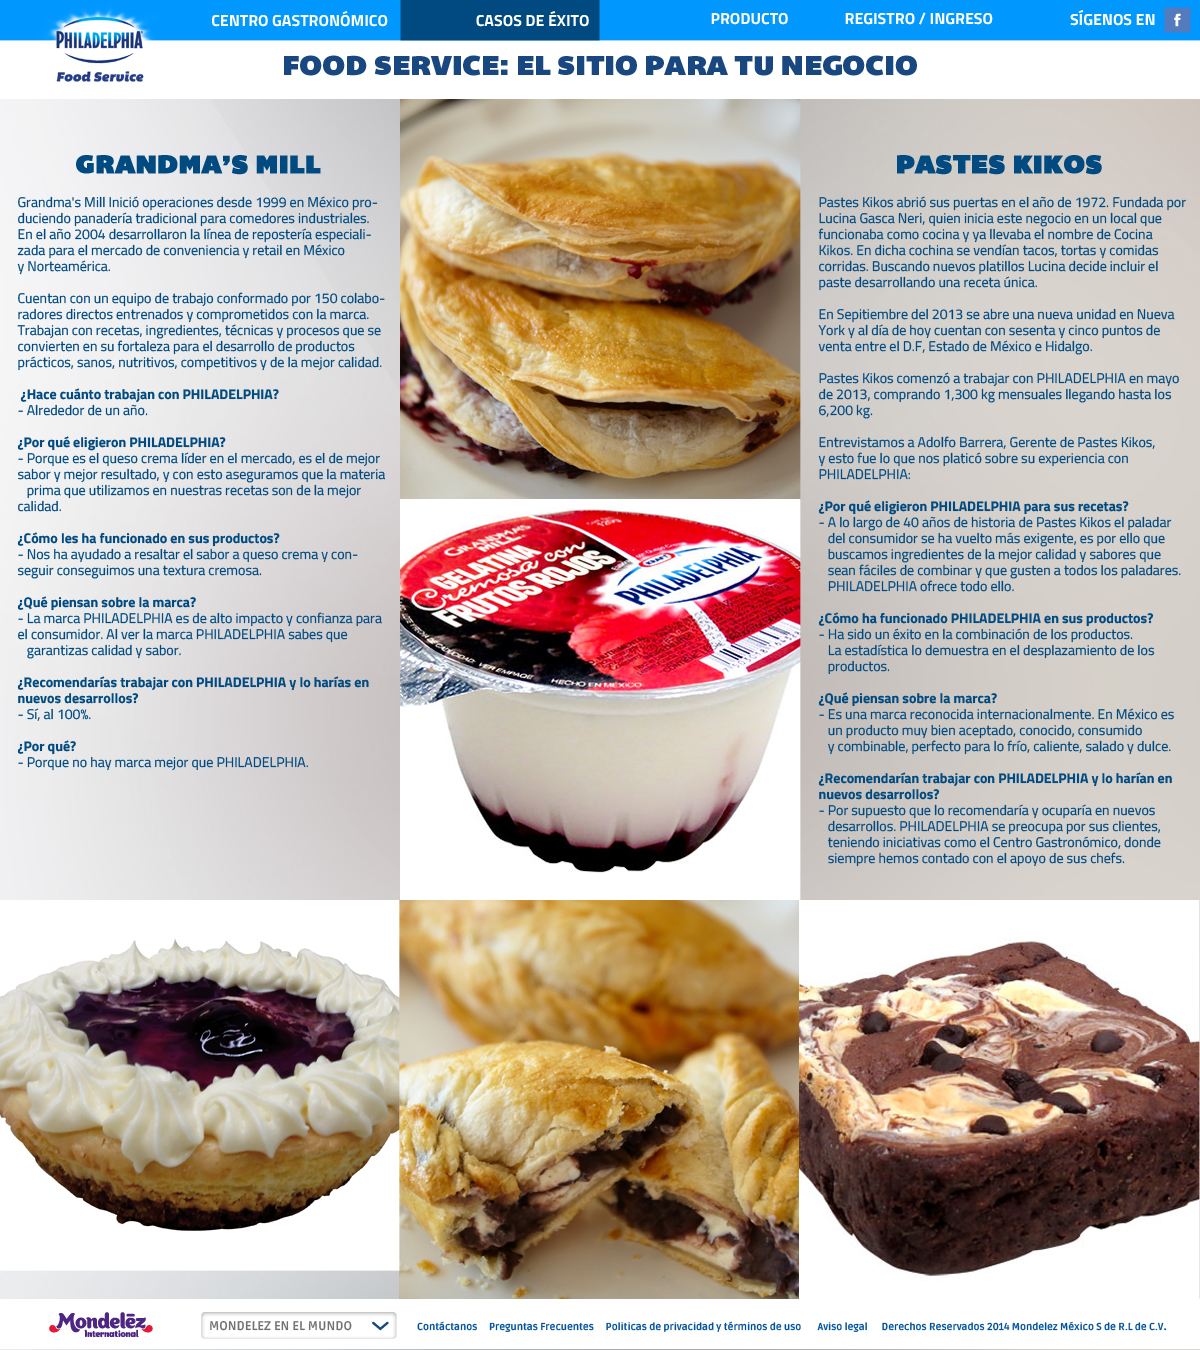 CENTRO GASTRONÓMICO
CASOS DE ÉXITO
PRODUCTO
REGISTRO / INGRESO
SÍGENOS EN
f
PHILADELPHIA
Food Service
FOOD SERVICE: EL SITIO PARA TU NEGOCIO
GRANDMA'S MILL
Grandma's Mill Inició operaciones desde 1999 en México pro-
duciendo panadería tradicional para comedores industriales.
En el año 2004 desarrollaron la línea de repostería especiali-
zada para el mercado de conveniencia y retail en México
y Norteamérica.
Cuentan con un equipo de trabajo conformado por 150 colabo-
radores directos entrenados y comprometidos con la marca.
Trabajan con recetas, ingredientes, técnicas y procesos que se
convierten en su fortaleza para el desarrollo de productos
prácticos, sanos, nutritivos, competitivos y de la mejor calidad.
¿Hace cuánto trabajan con PHILADELPHIA?
- Alrededor de un año.
¿Por qué eligieron PHILADELPHIA?
- Porque es el queso crema líder en el mercado, es el de mejor
sabor y mejor resultado, y con esto aseguramos que la materia
prima que utilizamos en nuestras recetas son de la mejor
calidad.
¿Cómo les ha funcionado en sus productos?
- Nos ha ayudado a resaltar el sabor a queso crema y con-
seguir conseguimos una textura cremosa.
¿Qué piensan sobre la marca?
- La marca PHILADELPHIA es de alto impacto y confianza para
el consumidor. Al ver la marca PHILADELPHIA sabes que
garantizas calidad y sabor.
¿Recomendarías trabajar con PHILADELPHIA y lo harías en
nuevos desarrollos?
- Sí, al 100%.
¿Por qué?
- Porque no hay marca mejor que PHILADELPHIA.
GRANDMA'S
MILL
GELATINA
Cremosa con
FRUTOS ROJOS
PHILADELPHIA
HECHO EN MEXICO
PASTES KIKOS
Pastes Kikos abrió sus puertas en el año de 1972. Fundada por
Lucina Gasca Neri, quien inicia este negocio en un local que
funcionaba como cocina y ya llevaba el nombre de Cocina
Kikos. En dicha cochina se vendían tacos, tortas y comidas
corridas. Buscando nuevos platillos Lucina decide incluir el
paste desarrollando una receta única.
En Sepitiembre del 2013 se abre una nueva unidad en Nueva
York y al día de hoy cuentan con sesenta y cinco puntos de
venta entre el D.F, Estado de México e Hidalgo.
Pastes Kikos comenzó a trabajar con PHILADELPHIA en mayo
de 2013, comprando 1,300 kg mensuales llegando hasta los
6,200 kg.
Entrevistamos a Adolfo Barrera, Gerente de Pastes Kikos,
y esto fue lo que nos platicó sobre su experiencia con
PHILADELPHIA:
¿Por qué eligieron PHILADELPHIA para sus recetas?
- A lo largo de 40 años de historia de Pastes Kikos el paladar
del consumidor se ha vuelto más exigente, es por ello que
buscamos ingredientes de la mejor calidad y sabores que
sean fáciles de combinar y que gusten a todos los paladares.
PHILADELPHIA ofrece todo ello.
¿Cómo ha funcionado PHILADELPHIA en sus productos?
- Ha sido un éxito en la combinación de los productos.
La estadística lo demuestra en el desplazamiento de los
productos.
¿Qué piensan sobre la marca?
- Es una marca reconocida internacionalmente. En México es
un producto muy bien aceptado, conocido, consumido
y combinable, perfecto para lo frío, caliente, salado y dulce.
¿Recomendarían trabajar con PHILADELPHIA y lo harían en
nuevos desarrollos?
- Por supuesto que lo recomendaría y ocuparía en nuevos
desarrollos. PHILADELPHIA se preocupa por sus clientes,
teniendo iniciativas como el Centro Gastronómico, donde
siempre hemos contado con el apoyo de sus chefs.
Mondelēz
International
MONDELEZ EN EL MUNDO
Contáctanos
Preguntas Frecuentes
Politicas de privacidad y términos de uso
Aviso legal
Derechos Reservados 2014 Mondelez México S de R.L de C.V.